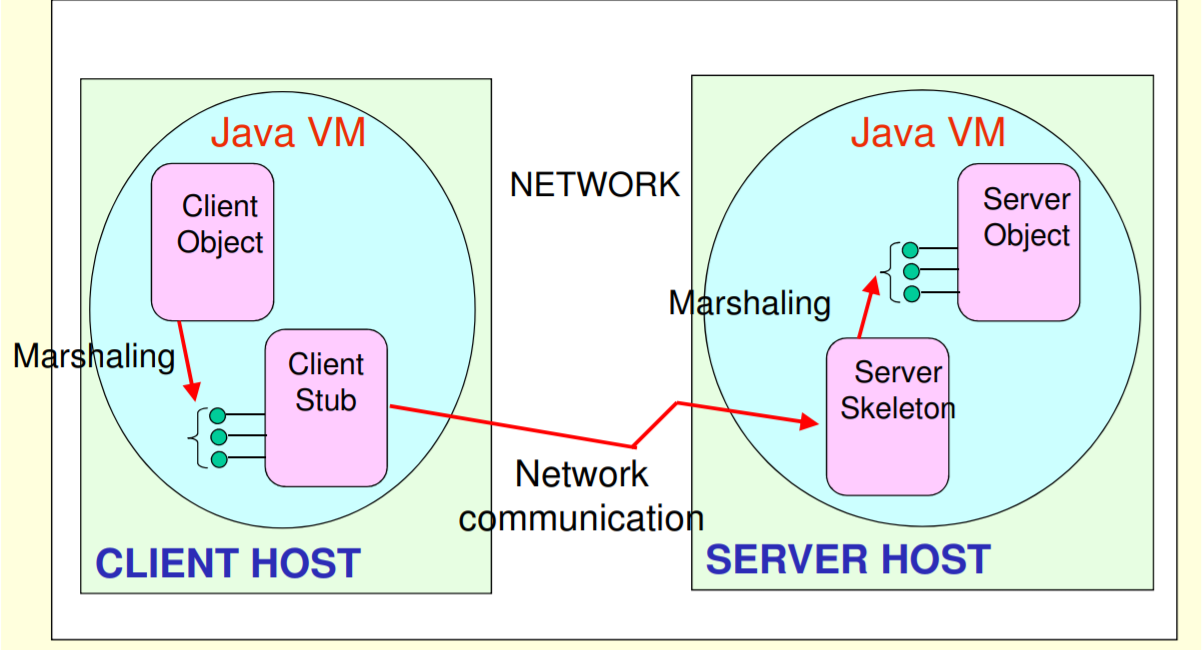 Java VM
Client
Object
Marshaling
Client
Stub
CLIENT HOST
NETWORK
Network
communication
Java VM
Server
Object
Marshaling
Server
Skeleton
SERVER HOST